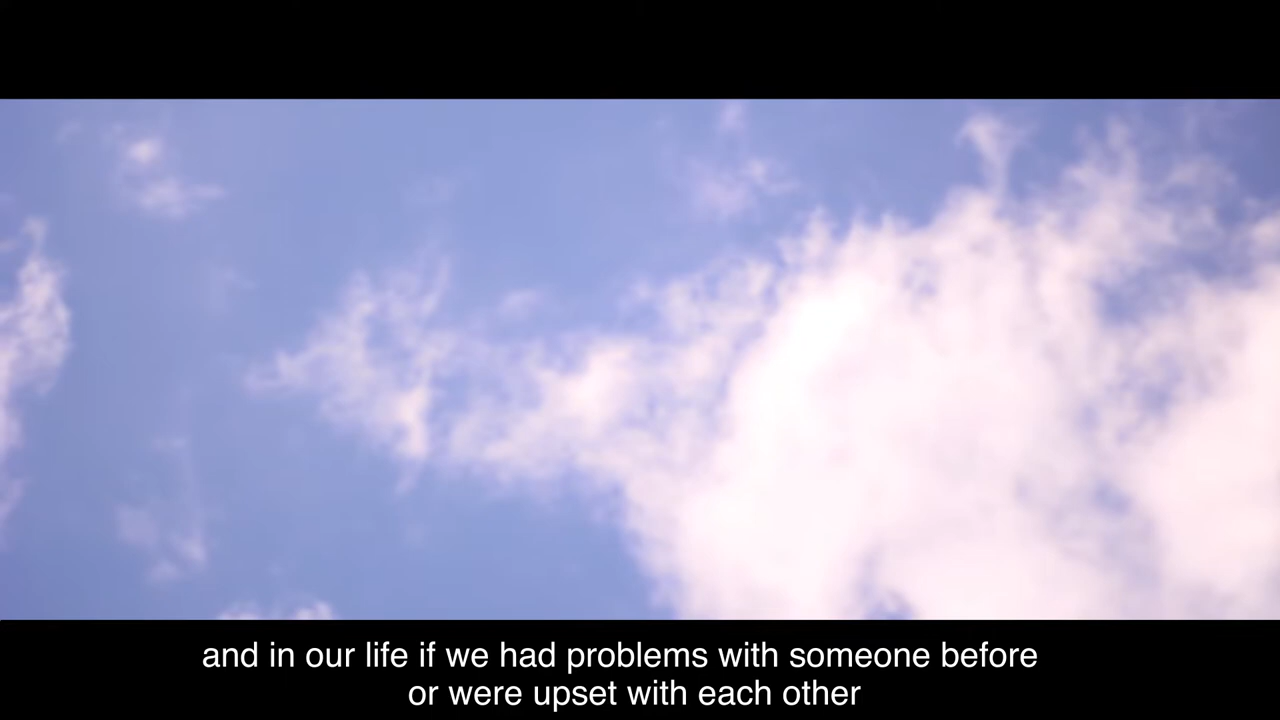 and in our life if we had problems with someone before
or were upset with each other